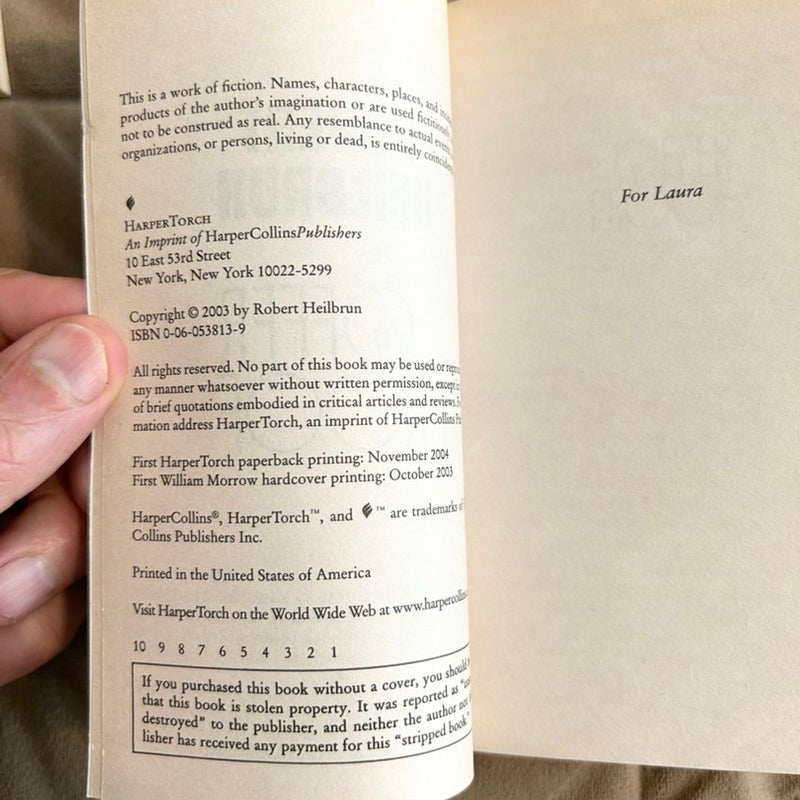 This is a work of fiction. Names, characters, places, and
products of the author's imagination or are used fictitiously
not to be construed as real. Any resemblance to actual events,
organizations, or persons, living or dead, is entirely
HARPERTORCH
An Imprint of HarperCollinsPublishers
10 East 53rd Street
New York, New York 10022-5299
Copyright © 2003 by Robert Heilbrun
ISBN 0-06-053813-9
All rights reserved. No part of this book may be used or
any manner whatsoever without written permission, except
of brief quotations embodied in critical articles and reviews.
mation address HarperTorch, an imprint of HarperCollins
First HarperTorch paperback printing: November 2004
First William Morrow hardcover printing: October 2003
HarperCollins®, HarperTorch™, and ™ are trademarks of
Collins Publishers Inc.
Printed in the United States of America
Visit HarperTorch on the World Wide Web at
10 9 8 7 6 5 4 3 2 1
If you purchased this book without a cover, you should
that this book is stolen property. It was reported as
destroyed" to the publisher, and neither the author nor
lisher has received any payment for this "stripped book."
For Laura